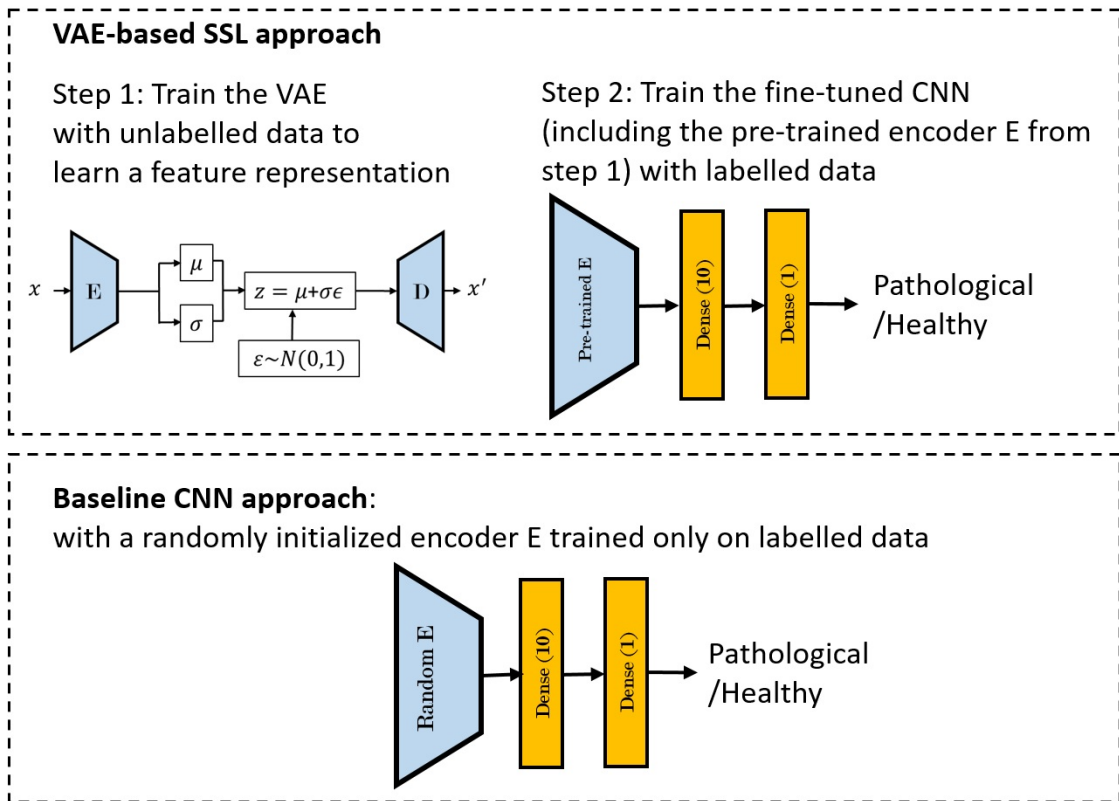 VAE-based SSL approach
Step 1: Train the VAE
with unlabelled data to
learn a feature representation
x
E
μ
σ
z = μ+σϵ
ε~N(0,1)
D
x′
Step 2: Train the fine-tuned CNN
(including the pre-trained encoder E from
step 1) with labelled data
Pre-trained E
Dense (10)
Dense (1)
Pathological
/Healthy
Baseline CNN approach:
with a randomly initialized encoder E trained only on labelled data
Random E
Dense (10)
Dense (1)
Pathological
/Healthy